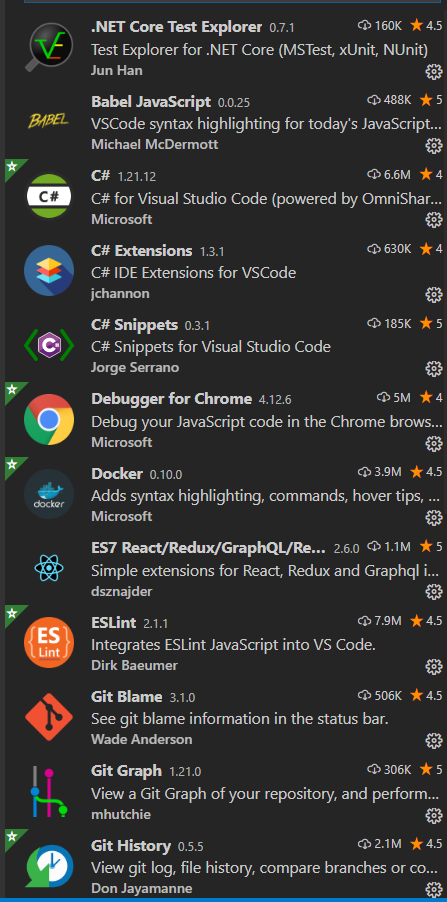 .NET Core Test Explorer 0.7.1 160K 4.5
Test Explorer for .NET Core (MSTest, xUnit, NUnit)
Jun Han
BABEL
Babel JavaScript 0.0.25 488K 5
VSCode syntax highlighting for today's JavaScript...
Michael McDermott
C#
C# 1.21.12 6.6M 4
C# for Visual Studio Code (powered by OmniShar...
Microsoft
C# Extensions 1.3.1 630K 4
C# IDE Extensions for VSCode
jchannon
C#
C# Snippets 0.3.1 185K 5
C# Snippets for Visual Studio Code
Jorge Serrano
Debugger for Chrome 4.12.6 5M 4
Debug your JavaScript code in the Chrome brows...
Microsoft
docker
Docker 0.10.0 3.9M 4.5
Adds syntax highlighting, commands, hover tips, ...
Microsoft
ES7 React/Redux/GraphQL/Re... 2.6.0 1.1M 5
Simple extensions for React, Redux and Graphql i...
dsznajder
{ES
Lint}
ESLint 2.1.1 7.9M 4.5
Integrates ESLint JavaScript into VS Code.
Dirk Baeumer
Git Blame 3.1.0 506K 4.5
See git blame information in the status bar.
Wade Anderson
Git Graph 1.21.0 306K 5
View a Git Graph of your repository, and perform...
mhutchie
Git History 0.5.5 2.1M 4.5
View git log, file history, compare branches or co...
Don Jayamanne